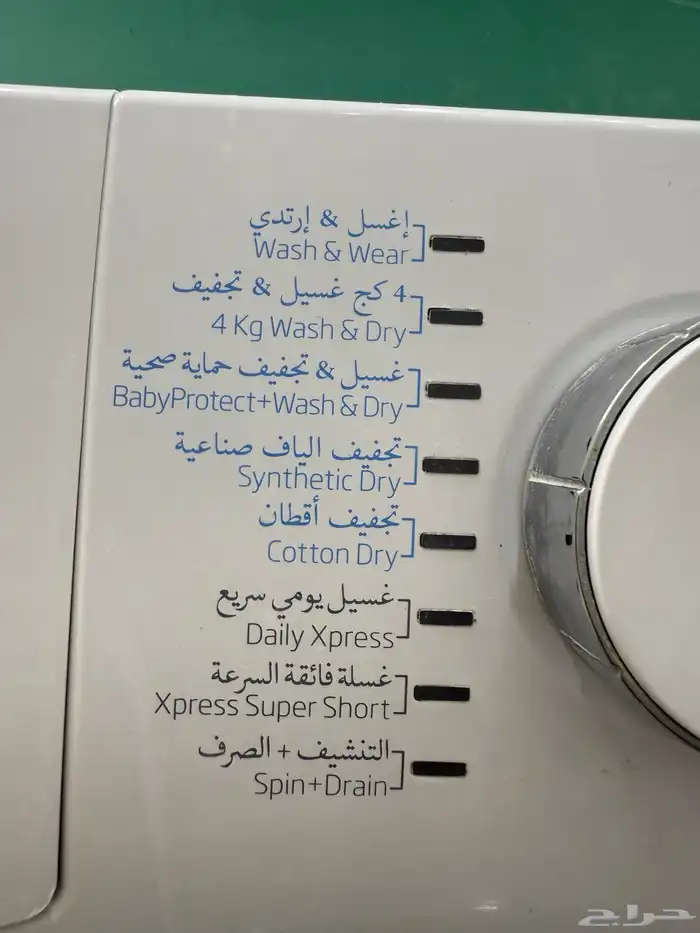 إغسل & إرتدي
Wash & Wear
4 كج غسيل & تجفيف
4 Kg Wash & Dry
غسيل & تجفيف حماية صحية
BabyProtect+Wash & Dry
تجفيف الياف صناعية
Synthetic Dry
تجفيف أقطان
Cotton Dry
غسيل يومي سريع
Daily Xpress
غسلة فائقة السرعة
Xpress Super Short
التنشيف + الصرف
Spin+Drain
حراج